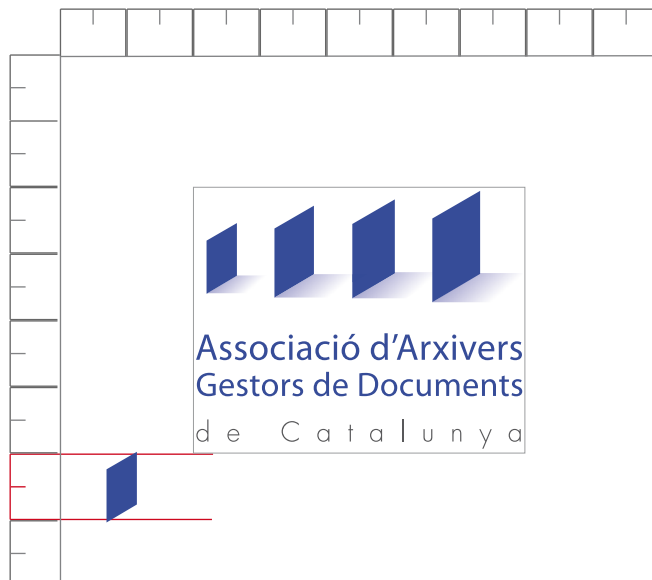 Associació d’Arxivers
Gestors de Documents
de Catalunya